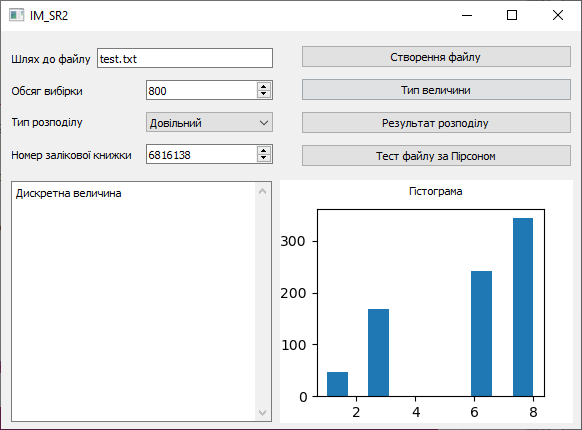 IM_SR2
Шлях до файлу
test.txt
Створення файлу
Обсяг вибірки
800
Тип величини
Тип розподілу
Довільний
Результат розподілу
Номер залікової книжки
6816138
Тест файлу за Пірсоном
Дискретна величина
Гістограма
300
200
100
0
2 4 6 8